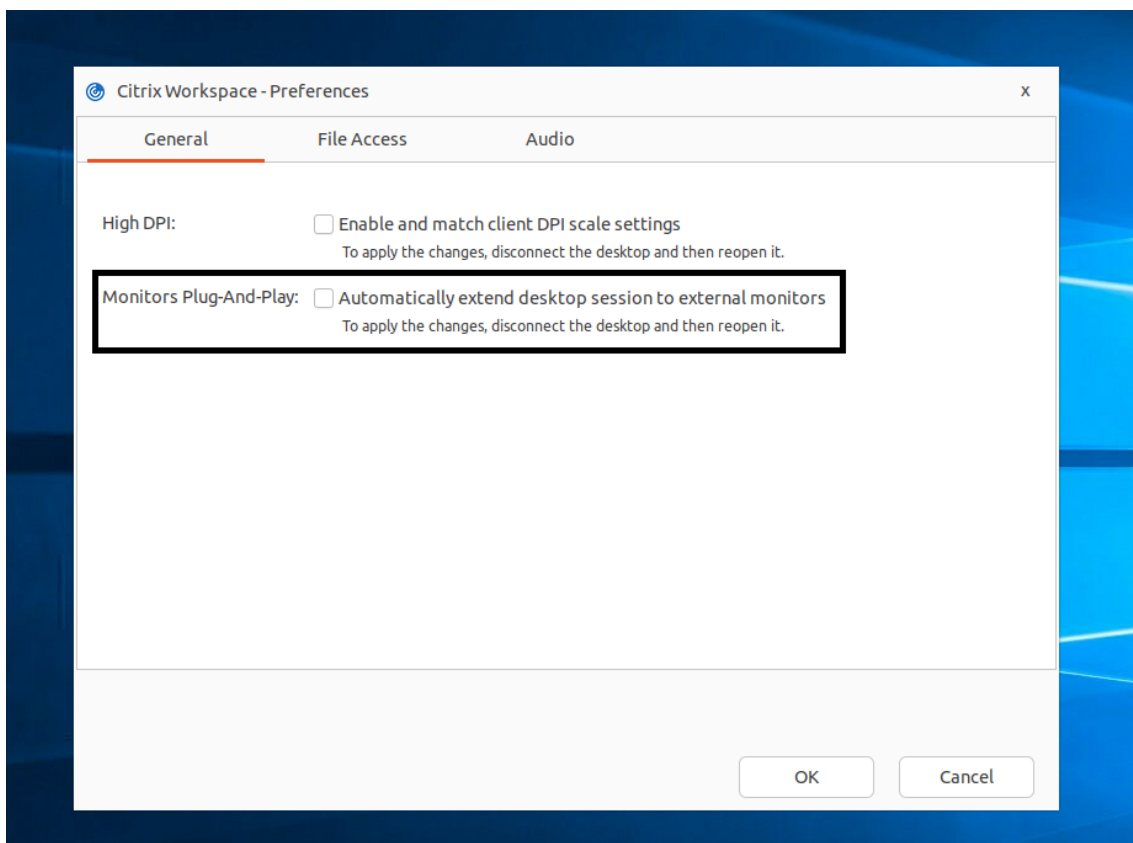 Citrix Workspace - Preferences x
General File Access Audio
High DPI: Enable and match client DPI scale settings
To apply the changes, disconnect the desktop and then reopen it.
Monitors Plug-And-Play: Automatically extend desktop session to external monitors
To apply the changes, disconnect the desktop and then reopen it.
OK Cancel